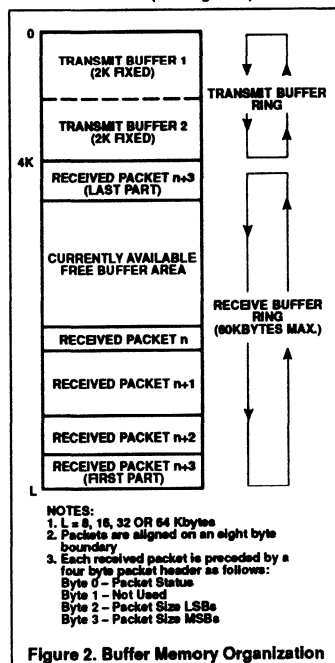 0
TRANSMIT BUFFER 1
(2K FIXED)
TRANSMIT BUFFER 2
(2K FIXED)
TRANSMIT BUFFER
RING
4K
RECEIVED PACKET n+3
(LAST PART)
CURRENTLY AVAILABLE
FREE BUFFER AREA
RECEIVE BUFFER
RING
(60KBYTES MAX.)
RECEIVED PACKET n
RECEIVED PACKET n+1
RECEIVED PACKET n+2
RECEIVED PACKET n+3
(FIRST PART)
L
NOTES:
1. L = 8, 16, 32 OR 64 Kbytes
2. Packets are aligned on an eight byte
boundary
3. Each received packet is preceded by a
four byte packet header as follows:
Byte 0 – Packet Status
Byte 1 – Not Used
Byte 2 – Packet Size LSBs
Byte 3 – Packet Size MSBs
Figure 2. Buffer Memory Organization